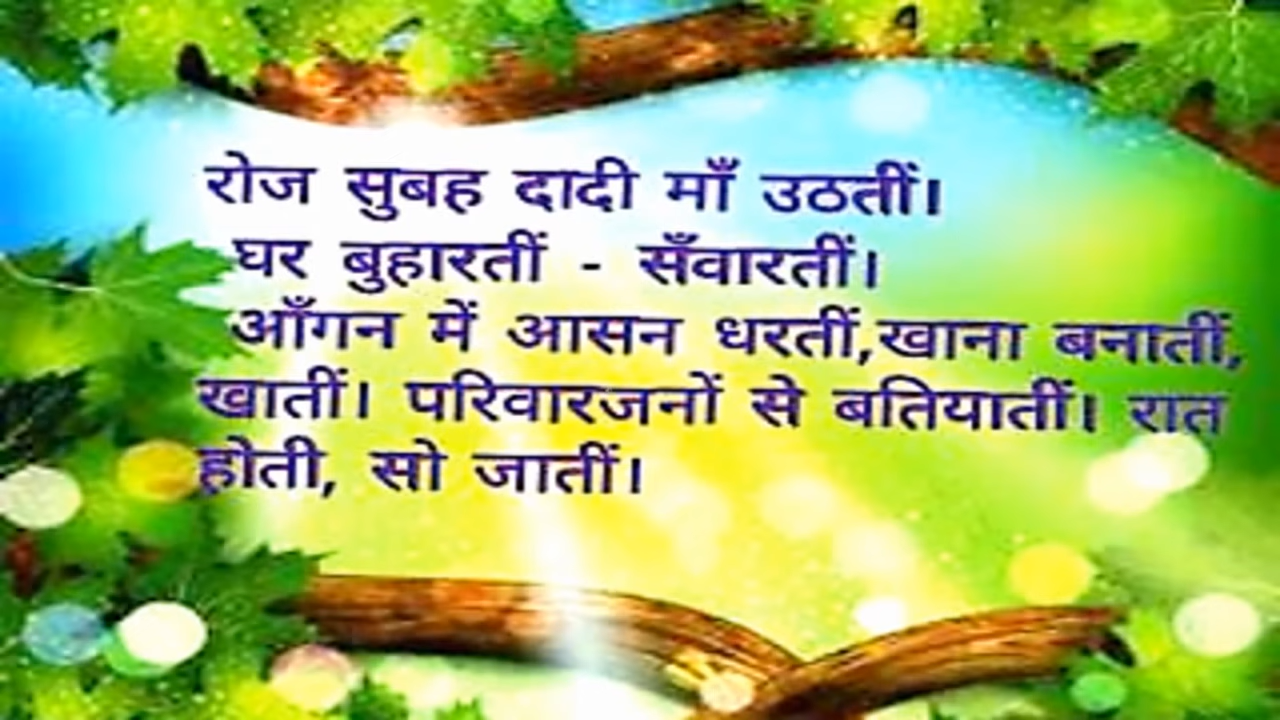 रोज सुबह दादी माँ उठतीं।
घर बुहारतीं - सँवारतीं।
आँगन में आसन धरतीं,खाना बनातीं,
खातीं। परिवारजनों से बतियातीं। रात
होती, सो जातीं।